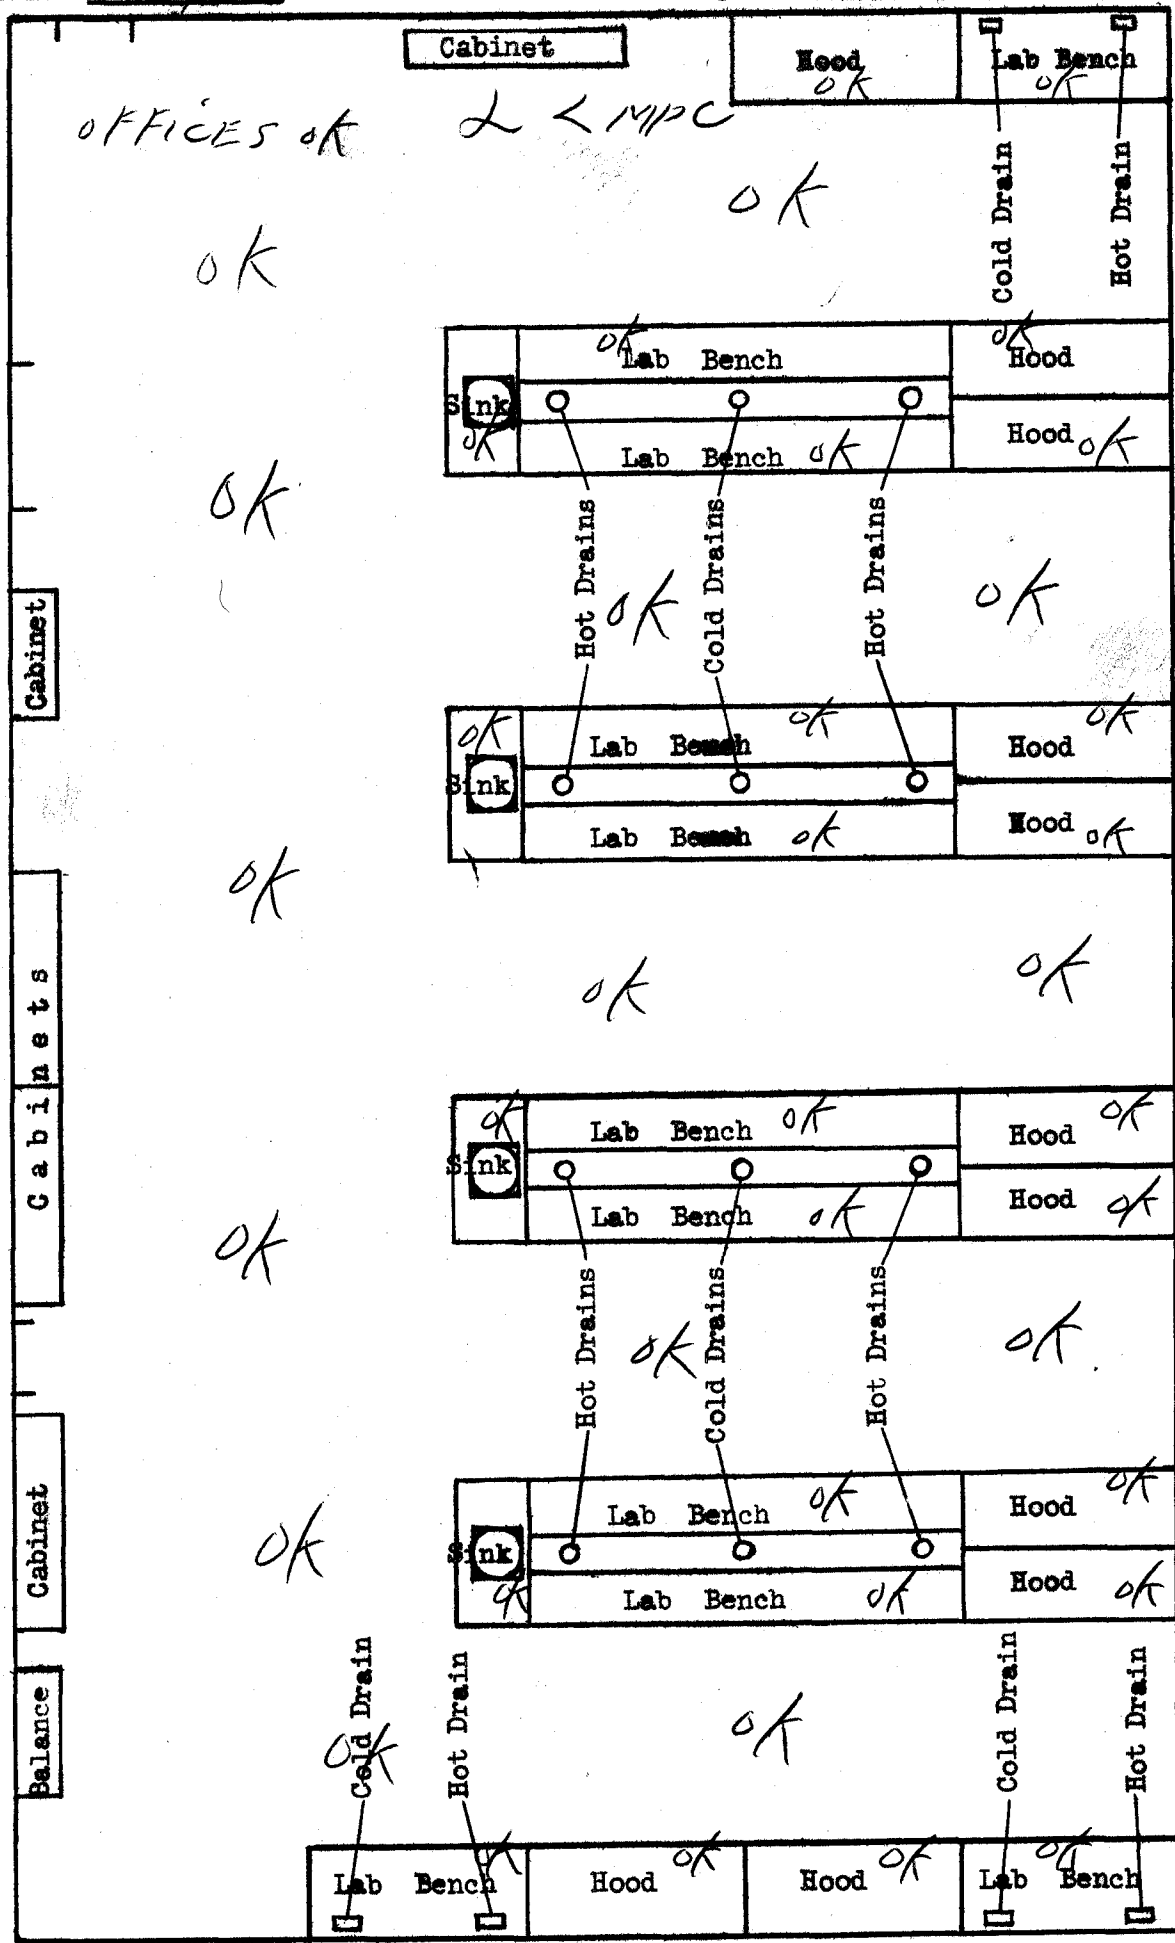 Cabinet
Hood
OK
Lab Bench
OK
OFFICES OK
α < MPC
Cold Drain
Hot Drain
OK
OK
OK
Lab Bench
OK
Hood
Sink
OK
Lab Bench OK
Hood OK
OK
Hot Drains
Cold Drains
Hot Drains
OK
OK
Cabinet
OK
Lab Bench
OK
Hood
OK
Sink
Lab Bench OK
Hood OK
OK
OK
OK
Cabinets
OK
Lab Bench OK
Hood
OK
Sink
Lab Bench OK
Hood OK
OK
Hot Drains
Cold Drains
Hot Drains
OK
OK
Cabinet
Lab Bench
OK
Hood
OK
Sink
OK
Lab Bench OK
Hood OK
OK
Balance
Cold Drain
Hot Drain
OK
OK
Cold Drain
Hot Drain
Lab Bench
OK
Hood
OK
Hood
OK
Lab Bench
OK